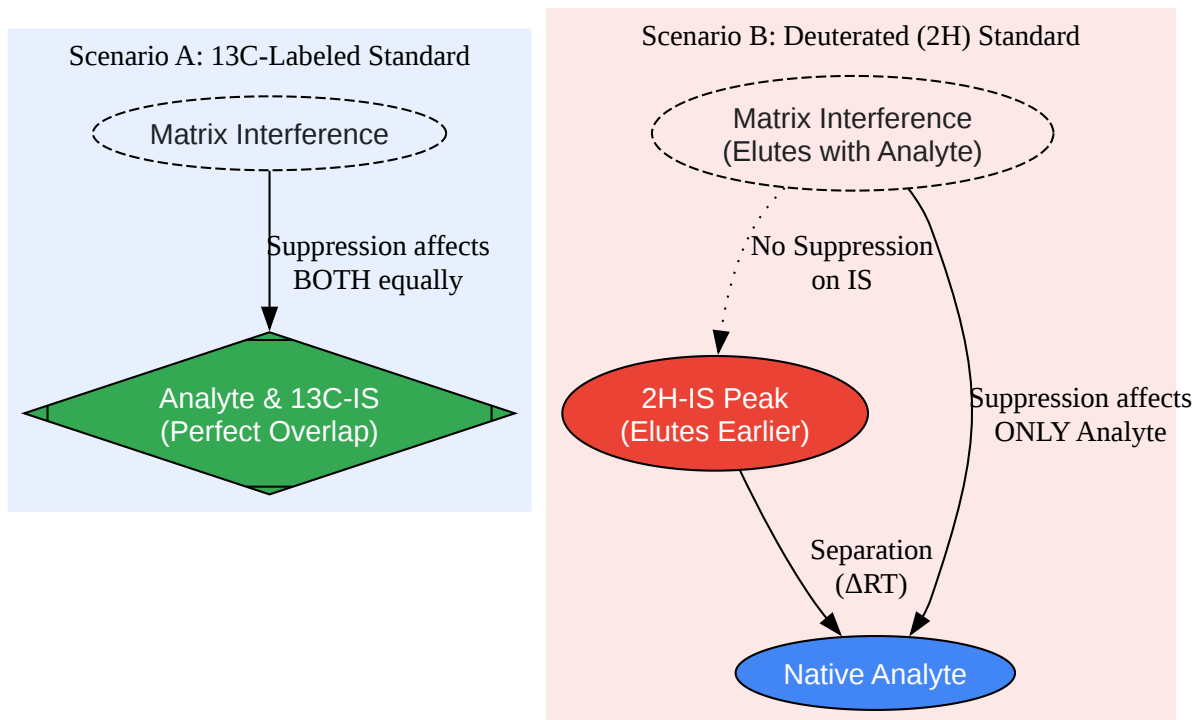 Scenario A: 13C-Labeled Standard
Matrix Interference
Suppression affects
BOTH equally
Analyte & 13C-IS
(Perfect Overlap)
Scenario B: Deuterated (2H) Standard
Matrix Interference
(Elutes with Analyte)
No Suppression
on IS
2H-IS Peak
(Elutes Earlier)
Suppression affects
ONLY Analyte
Separation
(ΔRT)
Native Analyte